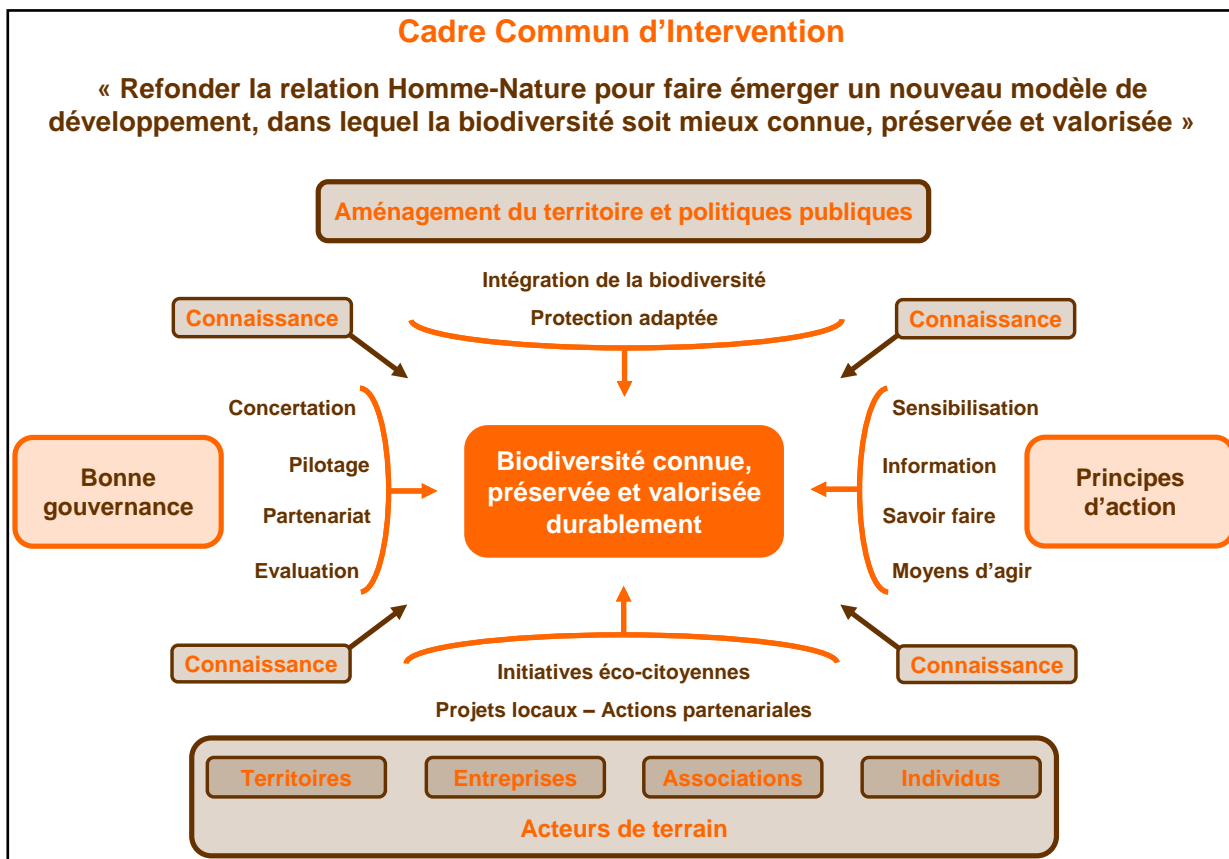 Cadre Commun d'Intervention
« Refonder la relation Homme-Nature pour faire émerger un nouveau modèle de
développement, dans lequel la biodiversité soit mieux connue, préservée et valorisée »
Aménagement du territoire et politiques publiques
Intégration de la biodiversité
Protection adaptée
Connaissance
Connaissance
Bonne
gouvernance
Concertation
Pilotage
Partenariat
Evaluation
Biodiversité connue,
préservée et valorisée
durablement
Sensibilisation
Information
Savoir faire
Moyens d'agir
Principes
d'action
Connaissance
Connaissance
Initiatives éco-citoyennes
Projets locaux – Actions partenariales
Territoires
Entreprises
Associations
Individus
Acteurs de terrain